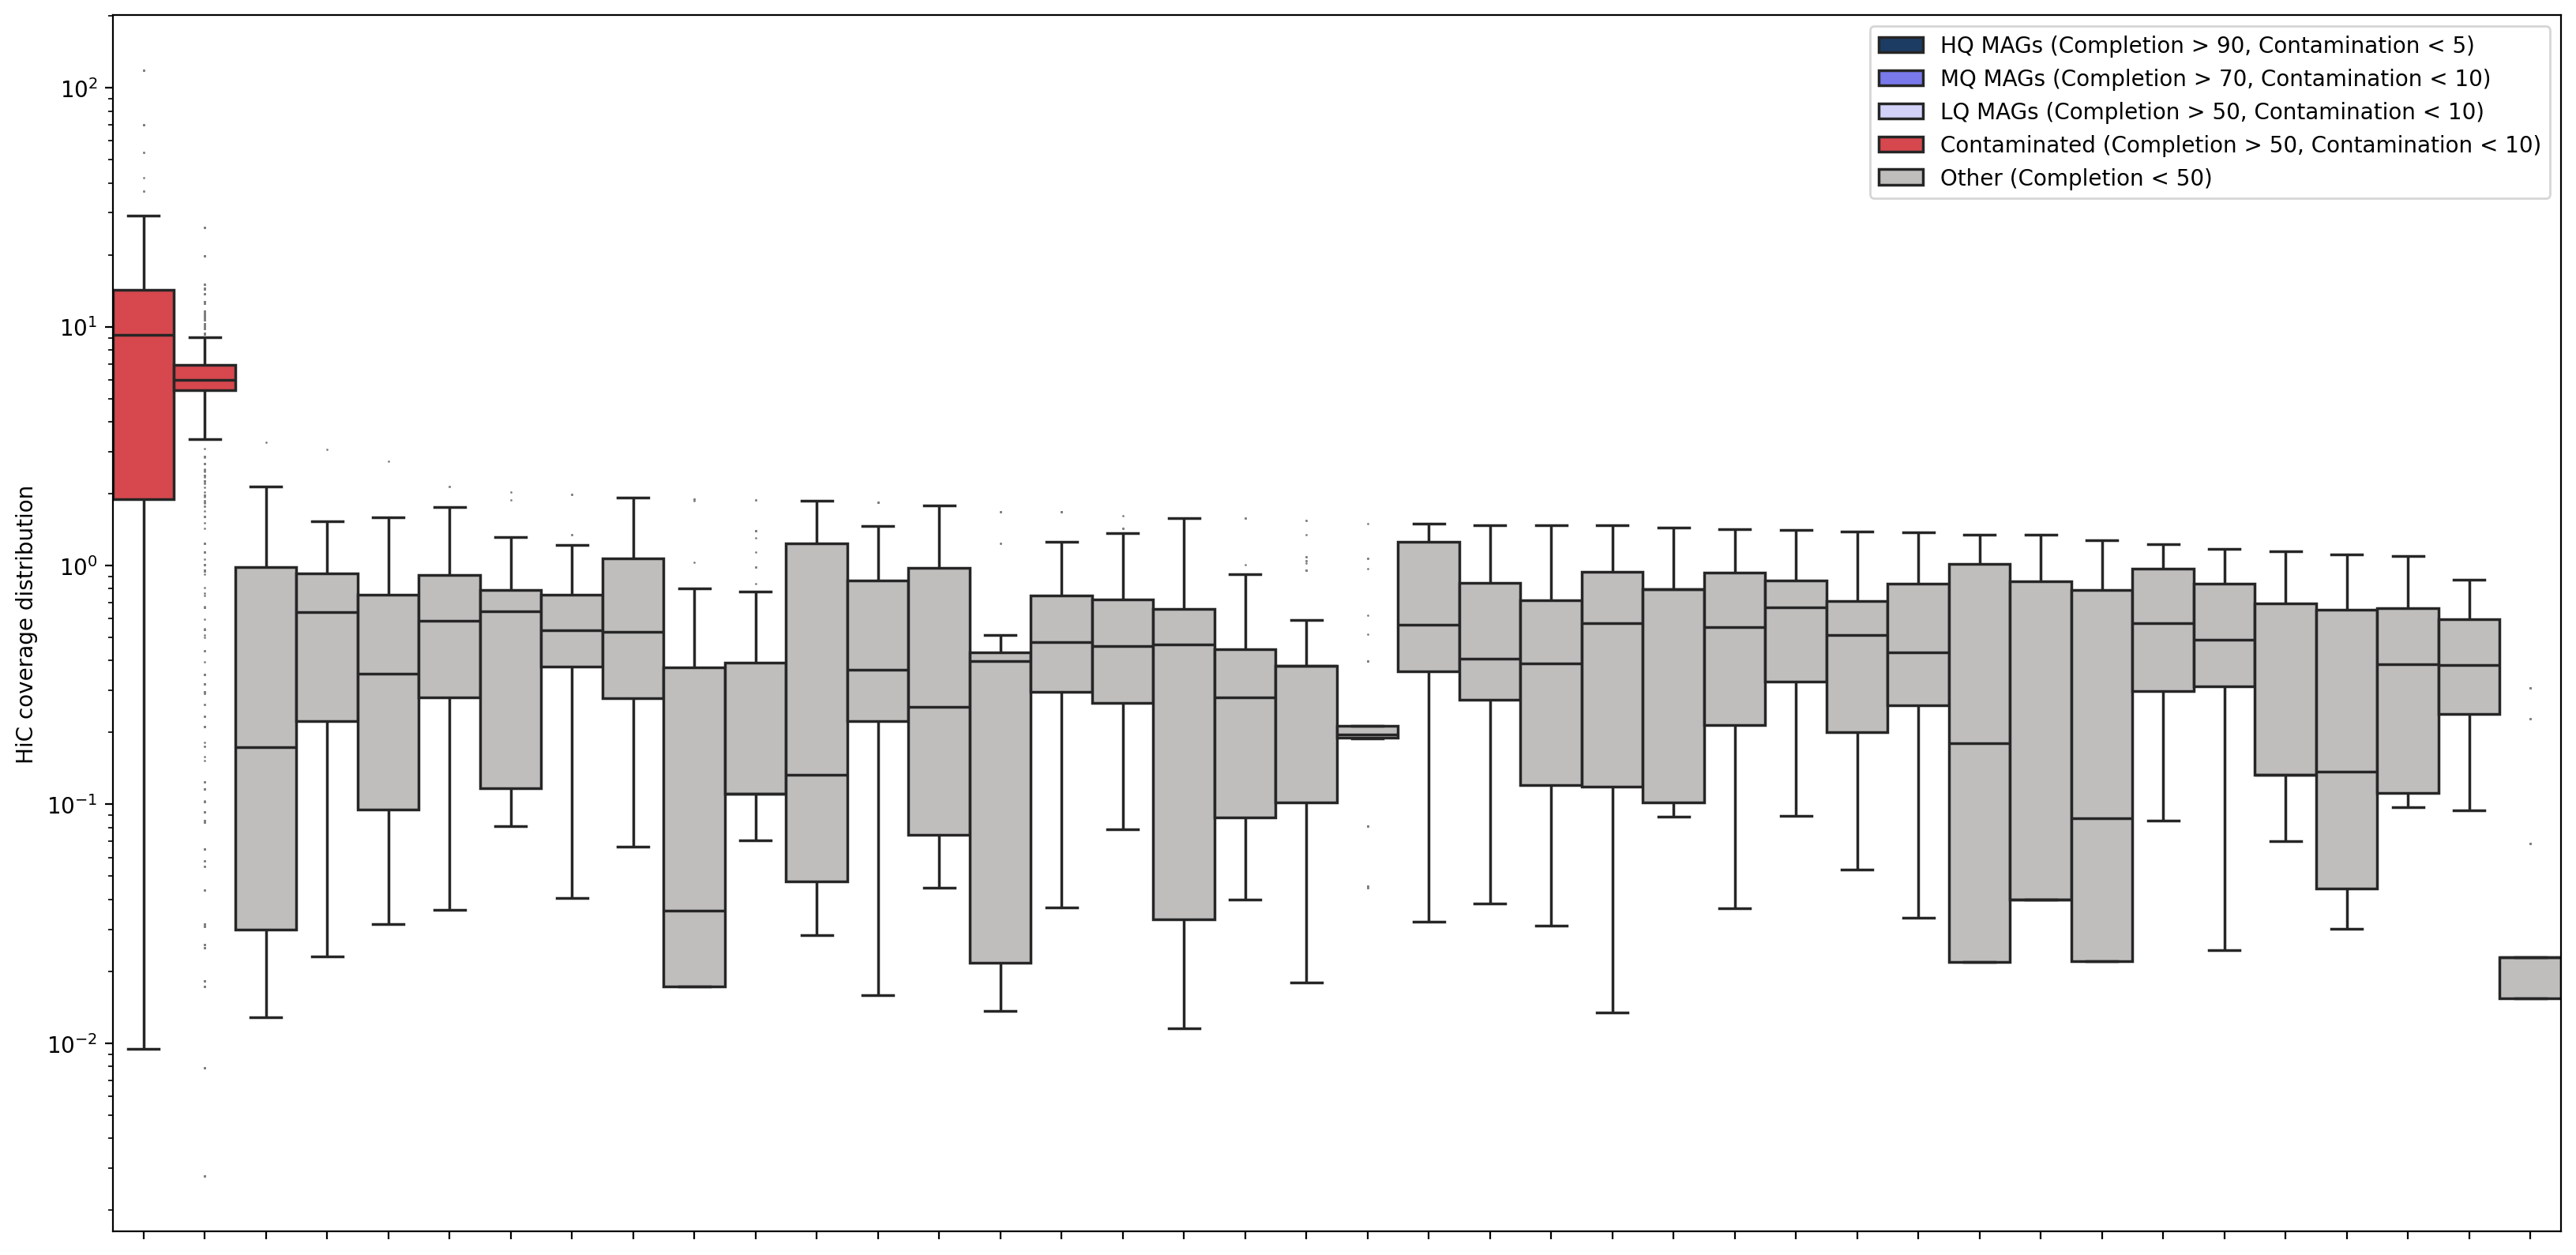 HiC coverage distribution
10²
10¹
10⁰
10⁻¹
10⁻²
HQ MAGs (Completion > 90, Contamination < 5)
MQ MAGs (Completion > 70, Contamination < 10)
LQ MAGs (Completion > 50, Contamination < 10)
Contaminated (Completion > 50, Contamination < 10)
Other (Completion < 50)